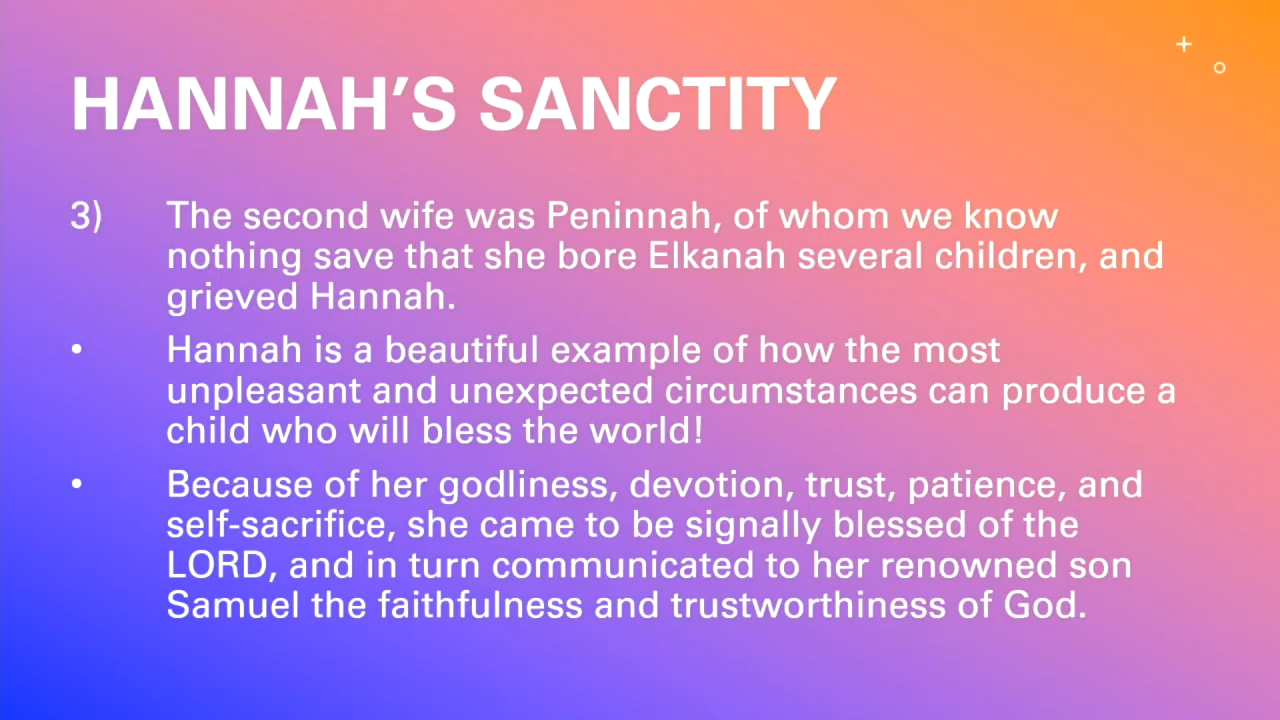 HANNAH’S SANCTITY
3) The second wife was Peninnah, of whom we know
nothing save that she bore Elkanah several children, and
grieved Hannah.
• Hannah is a beautiful example of how the most
unpleasant and unexpected circumstances can produce a
child who will bless the world!
• Because of her godliness, devotion, trust, patience, and
self-sacrifice, she came to be signally blessed of the
LORD, and in turn communicated to her renowned son
Samuel the faithfulness and trustworthiness of God.